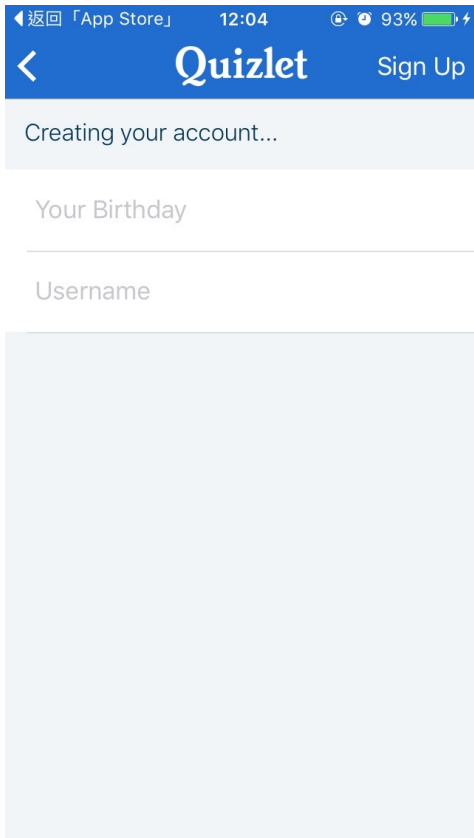 返回「App Store」 12:04 93%
Quizlet Sign Up
Creating your account...
Your Birthday
Username